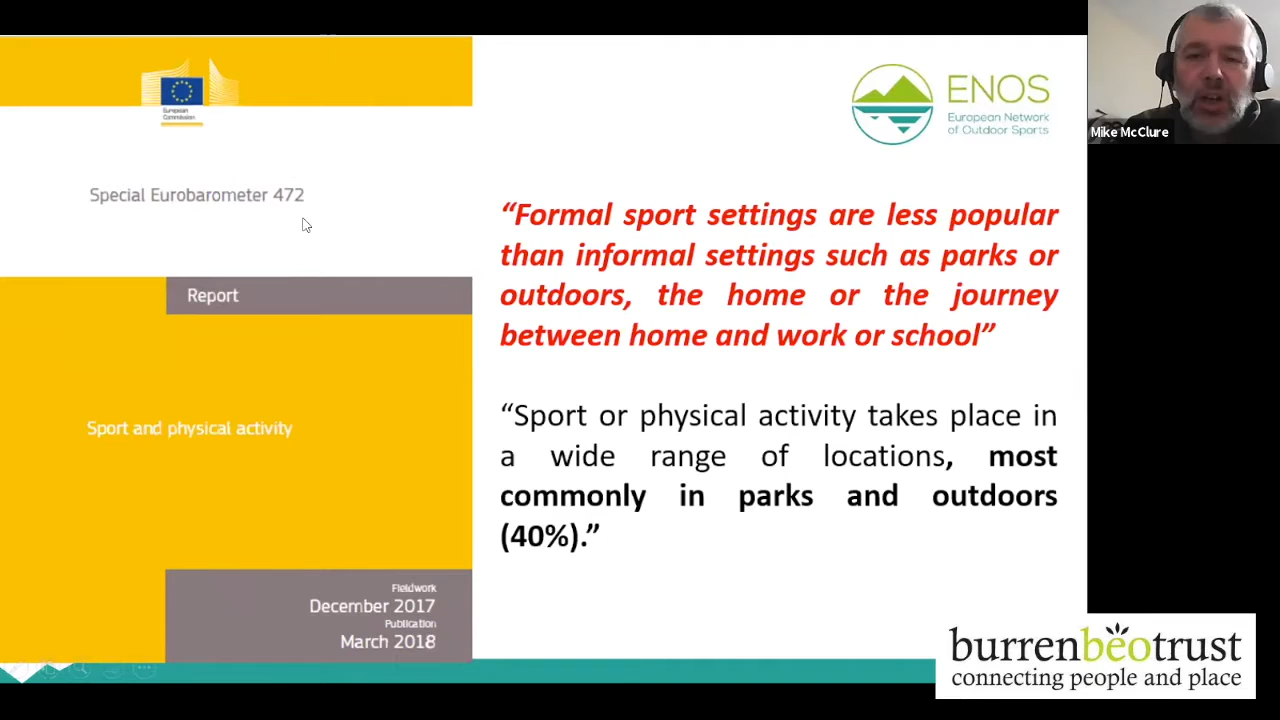 European
Commission
Special Eurobarometer 472
Report
Sport and physical activity
Fieldwork
December 2017
Publication
March 2018
ENOS
European Network
of Outdoor Sports
“Formal sport settings are less popular
than informal settings such as parks or
outdoors, the home or the journey
between home and work or school”
“Sport or physical activity takes place in
a wide range of locations, most
commonly in parks and outdoors
(40%).”
Mike McClure
burrenbëotrust
connecting people and place